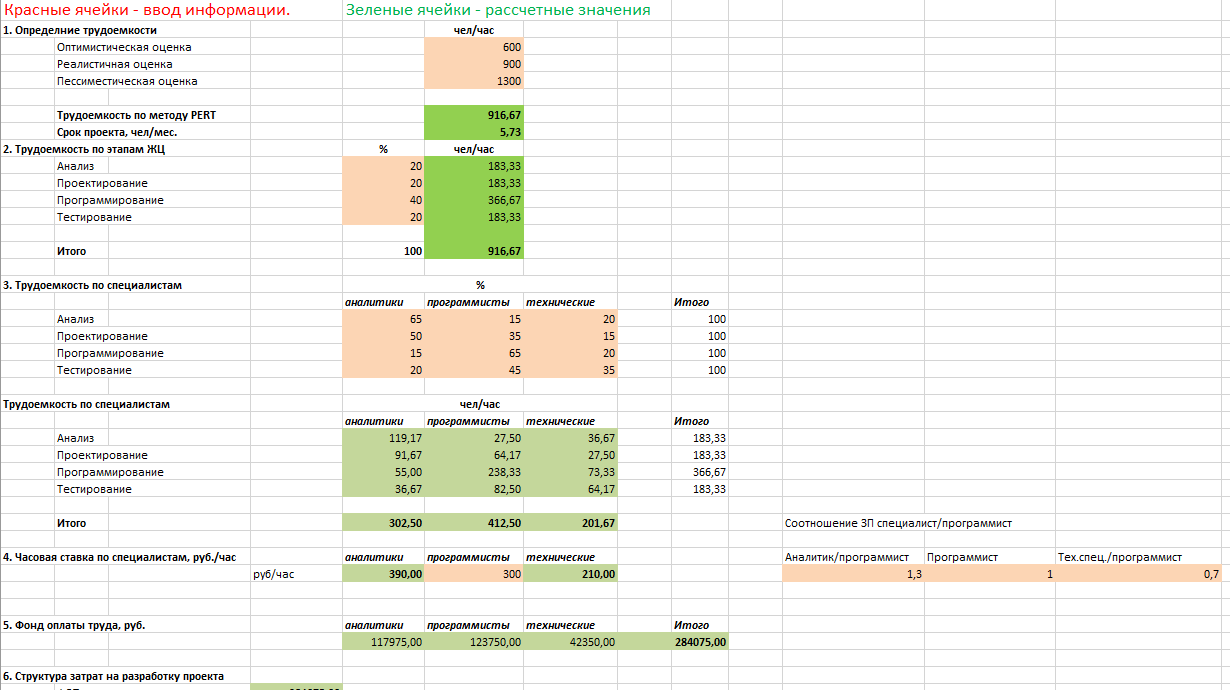 Красные ячейки - ввод информации. Зеленые ячейки - рассчетные значения
1. Определние трудоемкости чел/час
Оптимистическая оценка 600
Реалистичная оценка 900
Пессиместическая оценка 1300
Трудоемкость по методу PERT 916,67
Срок проекта, чел/мес. 5,73
2. Трудоемкость по этапам ЖЦ % чел/час
Анализ 20 183,33
Проектирование 20 183,33
Программирование 40 366,67
Тестирование 20 183,33
Итого 100 916,67
3. Трудоемкость по специалистам %
аналитики программисты технические Итого
Анализ 65 15 20 100
Проектирование 50 35 15 100
Программирование 15 65 20 100
Тестирование 20 45 35 100
Трудоемкость по специалистам чел/час
аналитики программисты технические Итого
Анализ 119,17 27,50 36,67 183,33
Проектирование 91,67 64,17 27,50 183,33
Программирование 55,00 238,33 73,33 366,67
Тестирование 36,67 82,50 64,17 183,33
Итого 302,50 412,50 201,67 Соотношение ЗП специалист/программист
4. Часовая ставка по специалистам, руб./час аналитики программисты технические Аналитик/программист Программист Тех.спец./программист
руб/час 390,00 300 210,00 1,3 1 0,7
5. Фонд оплаты труда, руб. аналитики программисты технические Итого
117975,00 123750,00 42350,00 284075,00
6. Структура затрат на разработку проекта